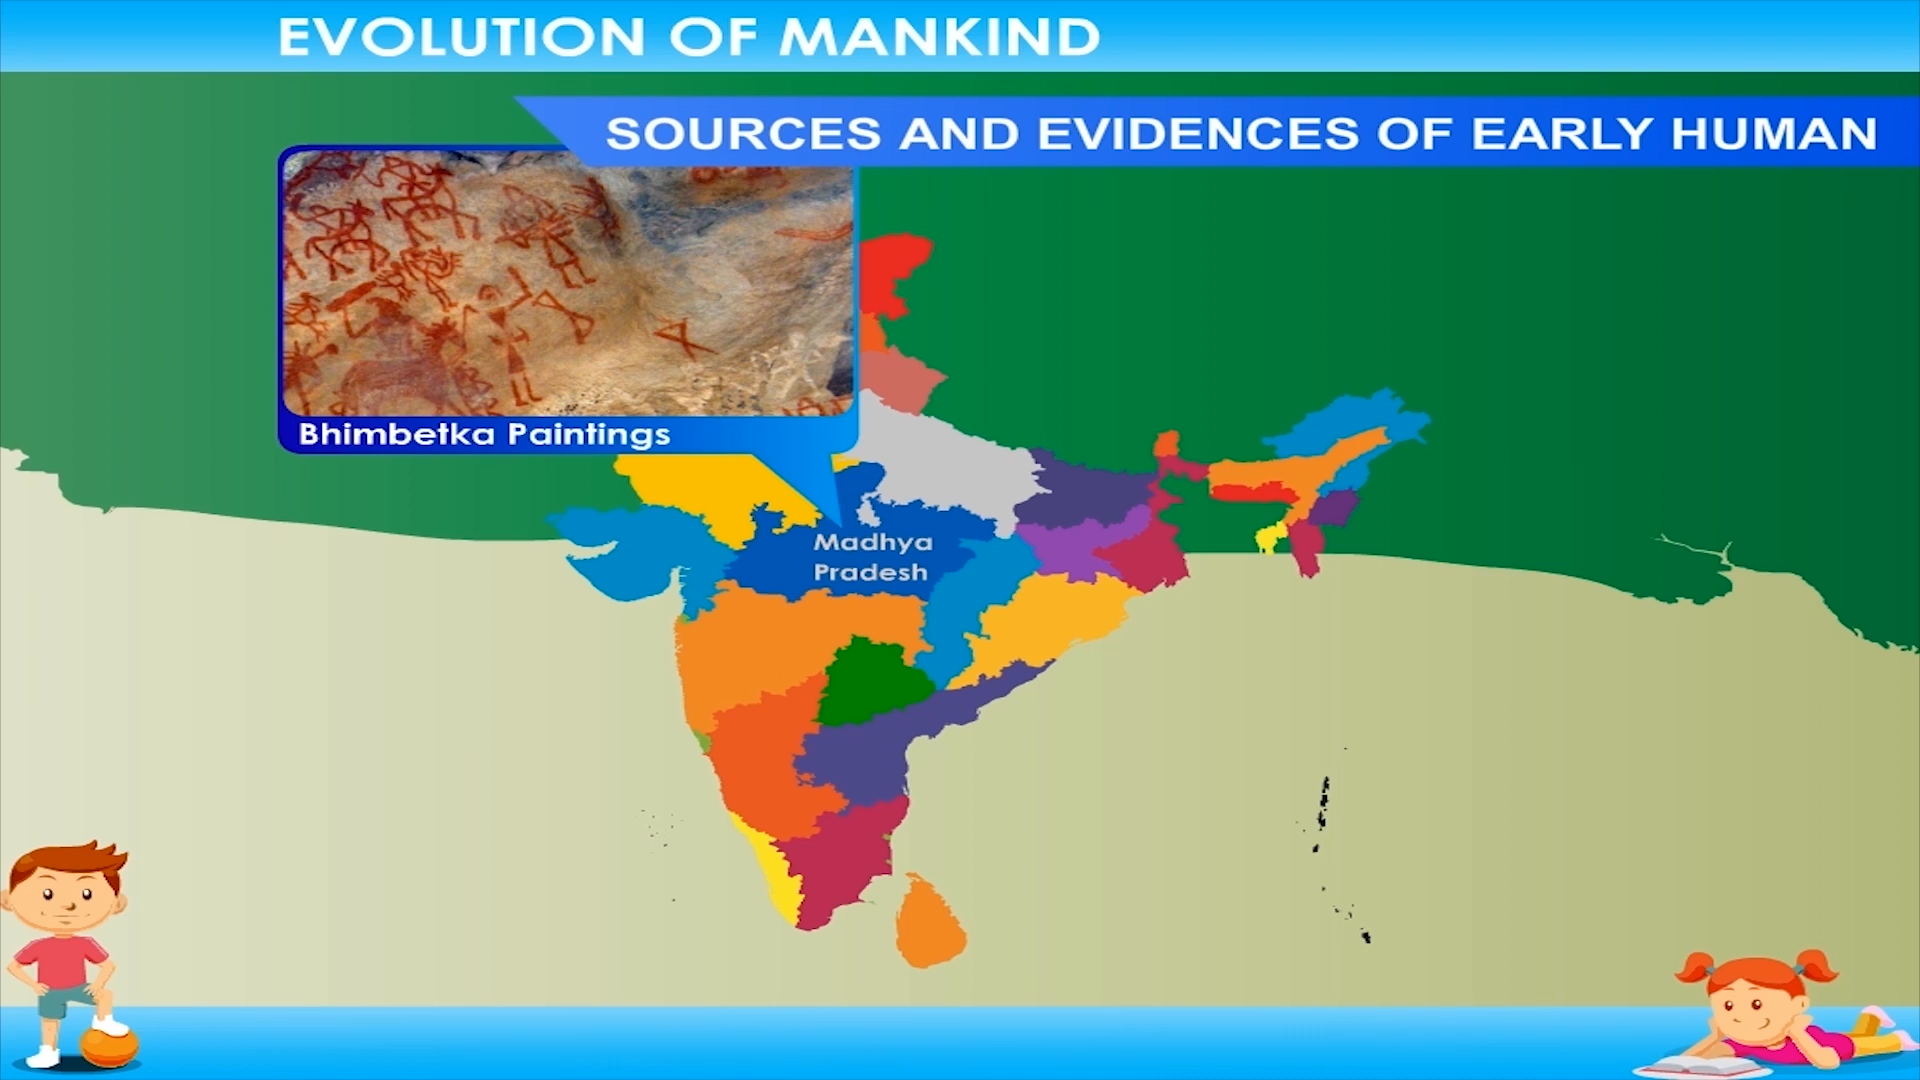 EVOLUTION OF MANKIND
SOURCES AND EVIDENCES OF EARLY HUMAN
Bhimbetka Paintings
Madhya
Pradesh